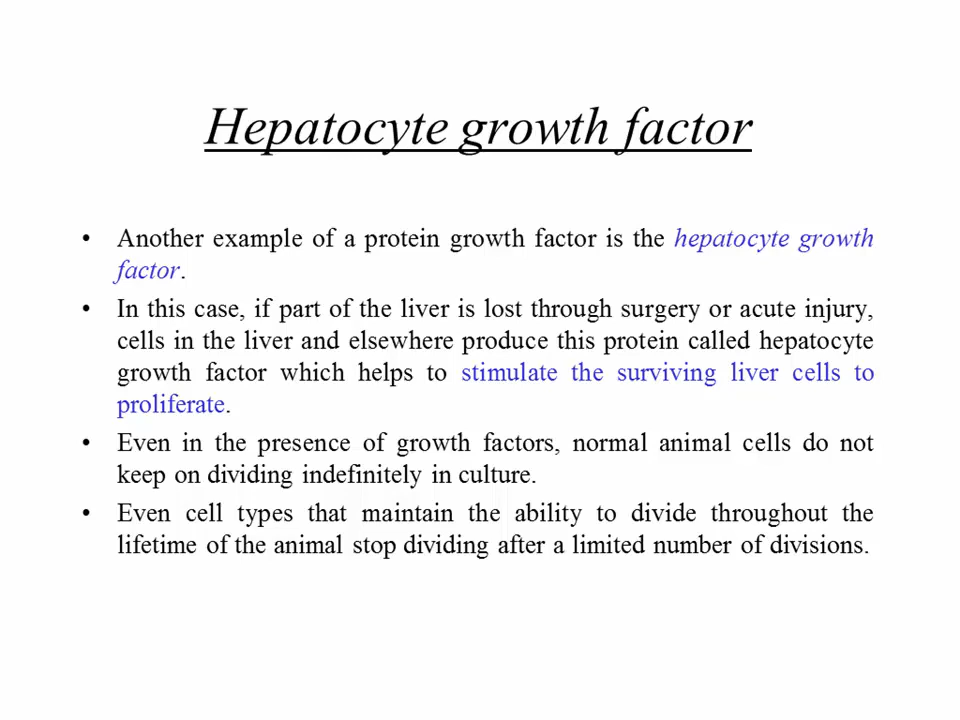 Hepatocyte growth factor
• Another example of a protein growth factor is the hepatocyte growth
factor.
• In this case, if part of the liver is lost through surgery or acute injury,
cells in the liver and elsewhere produce this protein called hepatocyte
growth factor which helps to stimulate the surviving liver cells to
proliferate.
• Even in the presence of growth factors, normal animal cells do not
keep on dividing indefinitely in culture.
• Even cell types that maintain the ability to divide throughout the
lifetime of the animal stop dividing after a limited number of divisions.